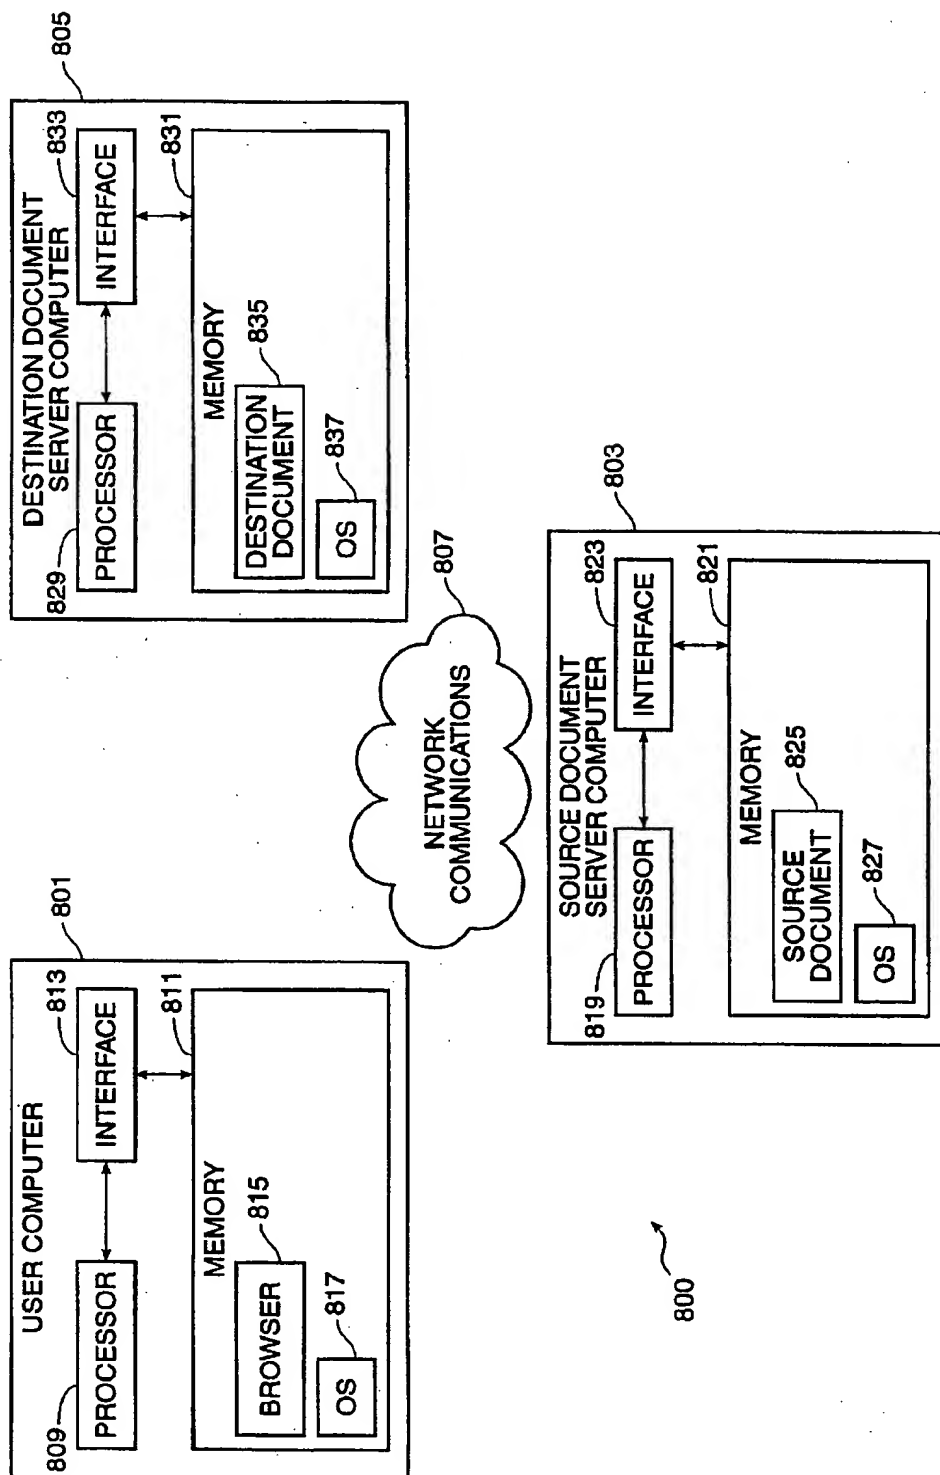 USER COMPUTER
801
809
PROCESSOR
INTERFACE
813
811
MEMORY
BROWSER
815
OS
817
NETWORK
COMMUNICATIONS
807
DESTINATION DOCUMENT
SERVER COMPUTER
805
829
PROCESSOR
INTERFACE
833
831
MEMORY
DESTINATION
DOCUMENT
835
OS
837
SOURCE DOCUMENT
SERVER COMPUTER
803
819
PROCESSOR
INTERFACE
823
821
MEMORY
SOURCE
DOCUMENT
825
OS
827
800